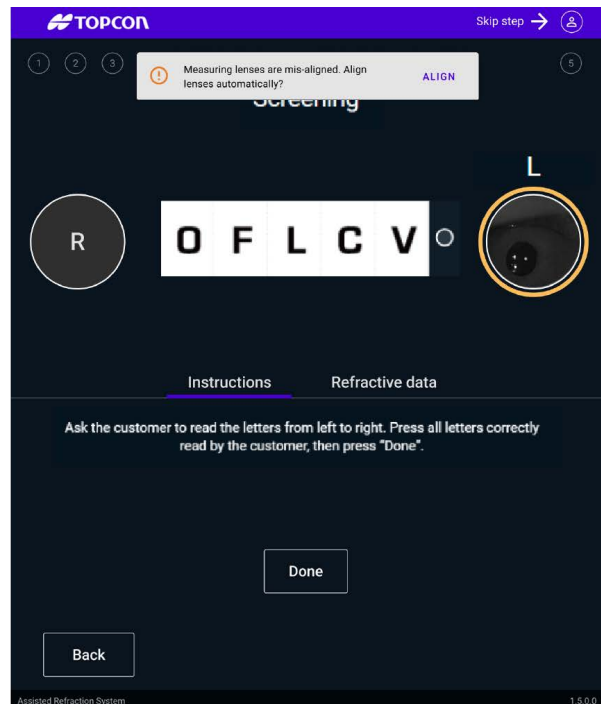 TOPCON
Skip step
1 2 3
5
Measuring lenses are mis-aligned. Align
lenses automatically?
ALIGN
Screening
L
R
O F L C V
Instructions
Refractive data
Ask the customer to read the letters from left to right. Press all letters correctly
read by the customer, then press "Done".
Done
Back
Assisted Refraction System
1.5.0.0